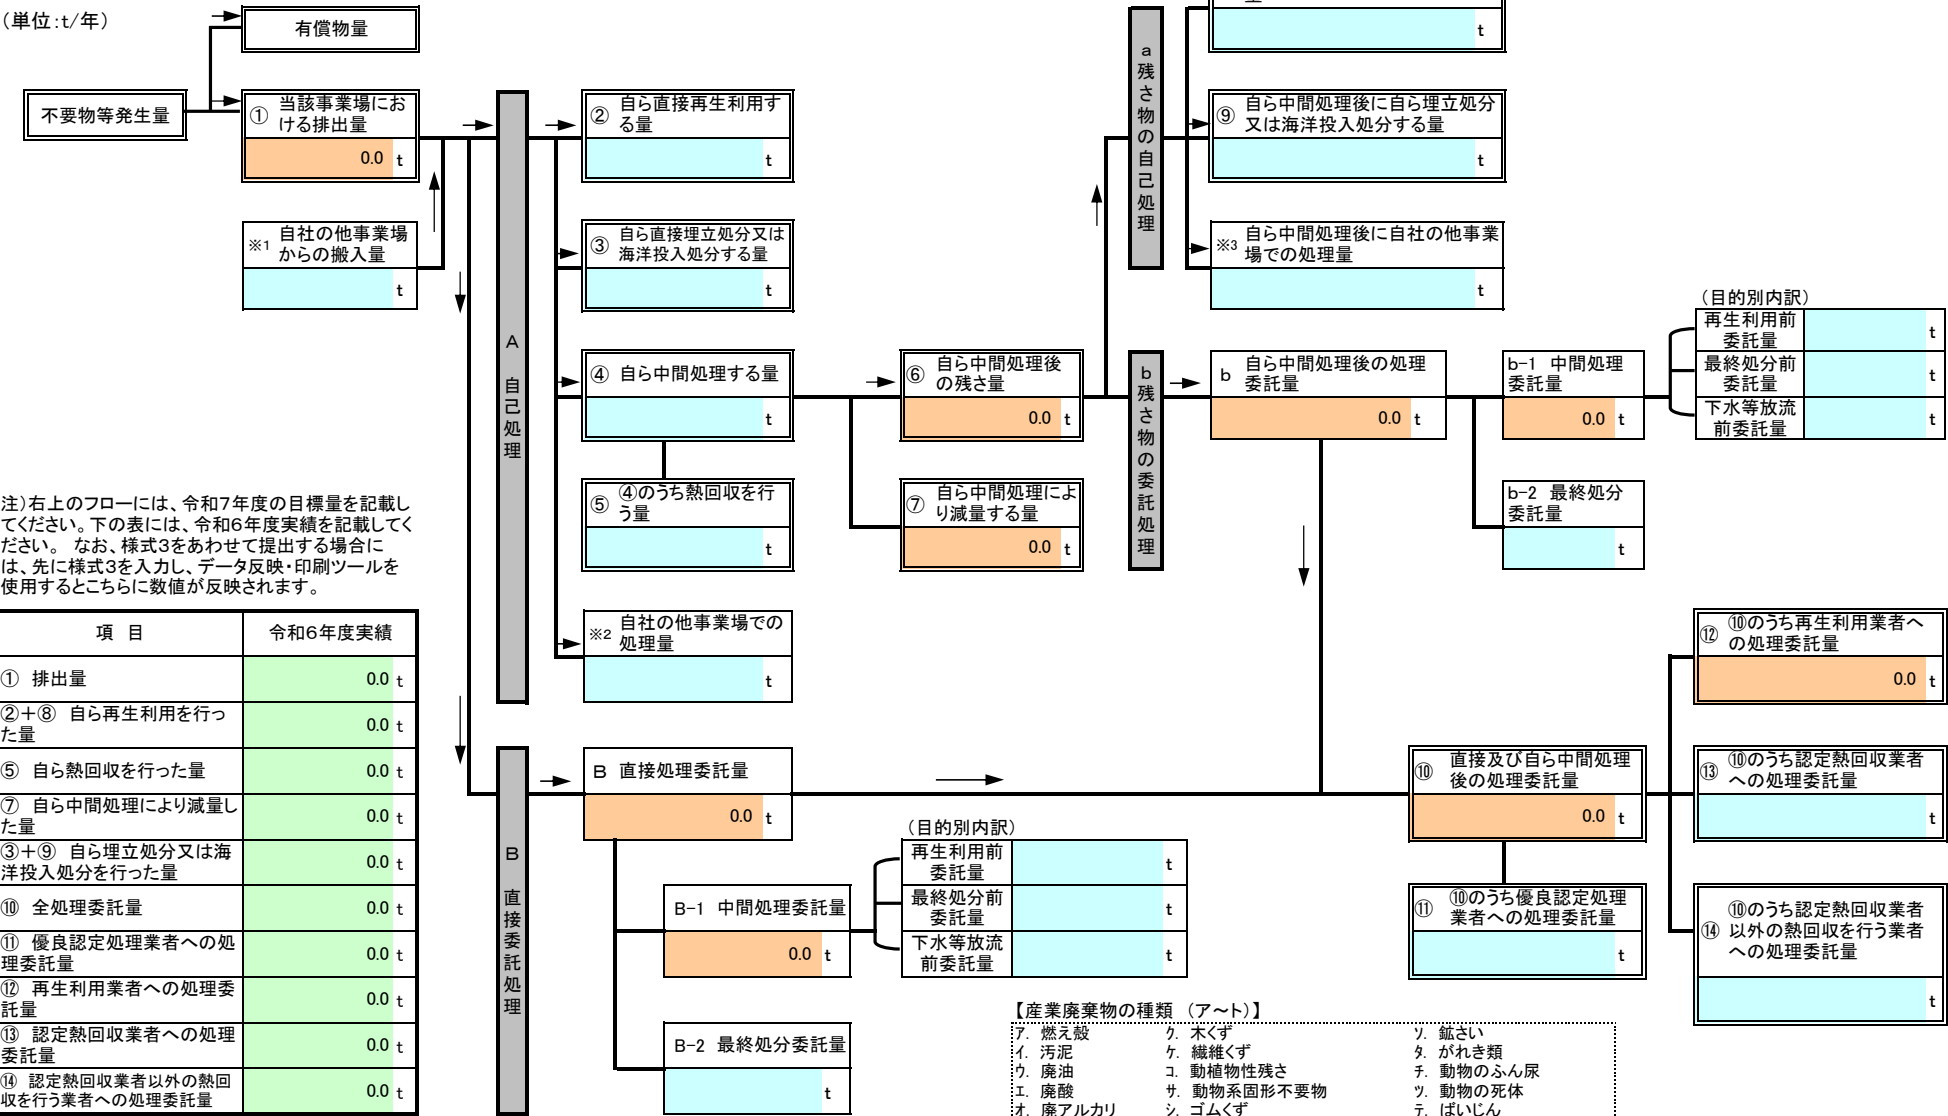 （単位：t/年）
有償物量
不要物等発生量
① 当該事業場にお
ける排出量
0.0 t
※1 自社の他事業場
からの搬入量
t
A 自己処理
② 自ら直接再生利用す
る量
t
③ 自ら直接埋立処分又は
海洋投入処分する量
t
④ 自ら中間処理する量
t
⑤ ④のうち熱回収を行
う量
t
※2 自社の他事業場での
処理量
t
⑥ 自ら中間処理後
の残さ量
0.0 t
⑦ 自ら中間処理によ
り減量する量
0.0 t
a 残さ物の自己処理
t
⑨ 自ら中間処理後に自ら埋立処分
又は海洋投入処分する量
t
※3 自ら中間処理後に自社の他事業
場での処理量
t
b 残さ物の委託処理
b 自ら中間処理後の処理
委託量
0.0 t
b-1 中間処理
委託量
0.0 t
（目的別内訳）
再生利用前
委託量 t
最終処分前
委託量 t
下水等放流
前委託量 t
b-2 最終処分
委託量
t
注）右上のフローには、令和７年度の目標量を記載し
てください。下の表には、令和６年度実績を記載してく
ださい。 なお、様式３をあわせて提出する場合に
は、先に様式３を入力し、データ反映・印刷ツールを
使用するとこちらに数値が反映されます。
項 目 令和６年度実績
① 排出量 0.0 t
②＋⑧ 自ら再生利用を行っ
た量 0.0 t
⑤ 自ら熱回収を行った量 0.0 t
⑦ 自ら中間処理により減量し
た量 0.0 t
③＋⑨ 自ら埋立処分又は海
洋投入処分を行った量 0.0 t
⑩ 全処理委託量 0.0 t
⑪ 優良認定処理業者への処
理委託量 0.0 t
⑫ 再生利用業者への処理委
託量 0.0 t
⑬ 認定熱回収業者への処理
委託量 0.0 t
⑭ 認定熱回収業者以外の熱回
収を行う業者への処理委託量 0.0 t
B 直接委託処理
B 直接処理委託量
0.0 t
B-1 中間処理委託量
0.0 t
（目的別内訳）
再生利用前
委託量 t
最終処分前
委託量 t
下水等放流
前委託量 t
B-2 最終処分委託量
t
⑩ 直接及び自ら中間処理
後の処理委託量
0.0 t
⑪ ⑩のうち優良認定処理
業者への処理委託量
t
⑫ ⑩のうち再生利用業者へ
の処理委託量
0.0 t
⑬ ⑩のうち認定熱回収業者
への処理委託量
t
⑭ ⑩のうち認定熱回収業者
以外の熱回収を行う業者
への処理委託量
t
【産業廃棄物の種類 （ア～ト）】
ア. 燃え殻 ク. 木くず ソ. 鉱さい
イ. 汚泥 ケ. 繊維くず タ. がれき類
ウ. 廃油 コ. 動植物性残さ チ. 動物のふん尿
エ. 廃酸 サ. 動物系固形不要物 ツ. 動物の死体
オ. 廃アルカリ シ. ゴムくず テ. ばいじん